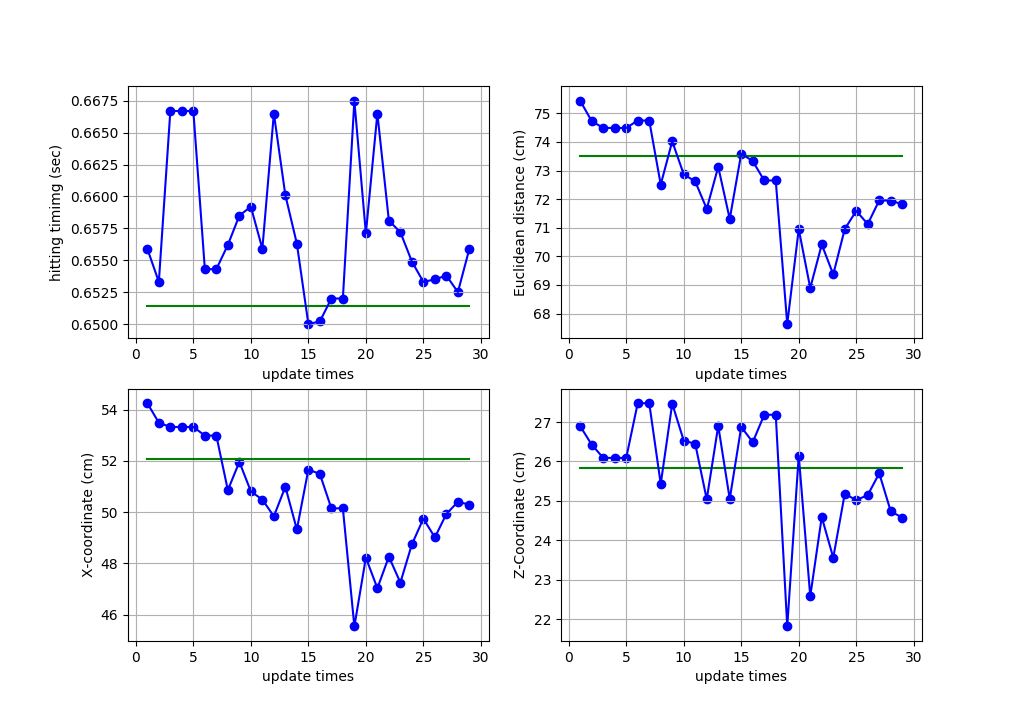 0.6675
0.6650
0.6625
0.6600
0.6575
0.6550
0.6525
0.6500
hitting timimg (sec)
0 5 10 15 20 25 30
update times
75
74
73
72
71
70
69
68
Euclidean distance (cm)
0 5 10 15 20 25 30
update times
54
52
50
48
46
X-coordinate (cm)
0 5 10 15 20 25 30
update times
27
26
25
24
23
22
Z-Coordinate (cm)
0 5 10 15 20 25 30
update times